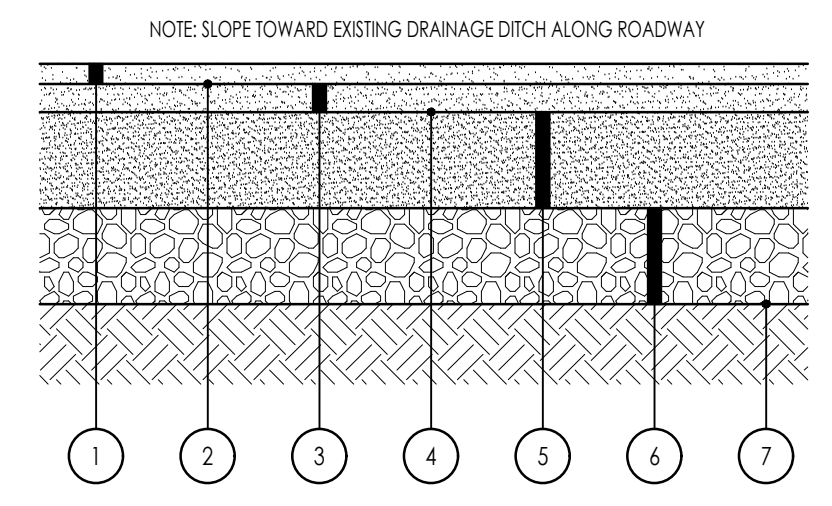 NOTE: SLOPE TOWARD EXISTING DRAINAGE DITCH ALONG ROADWAY
1 2 3 4 5 6 7